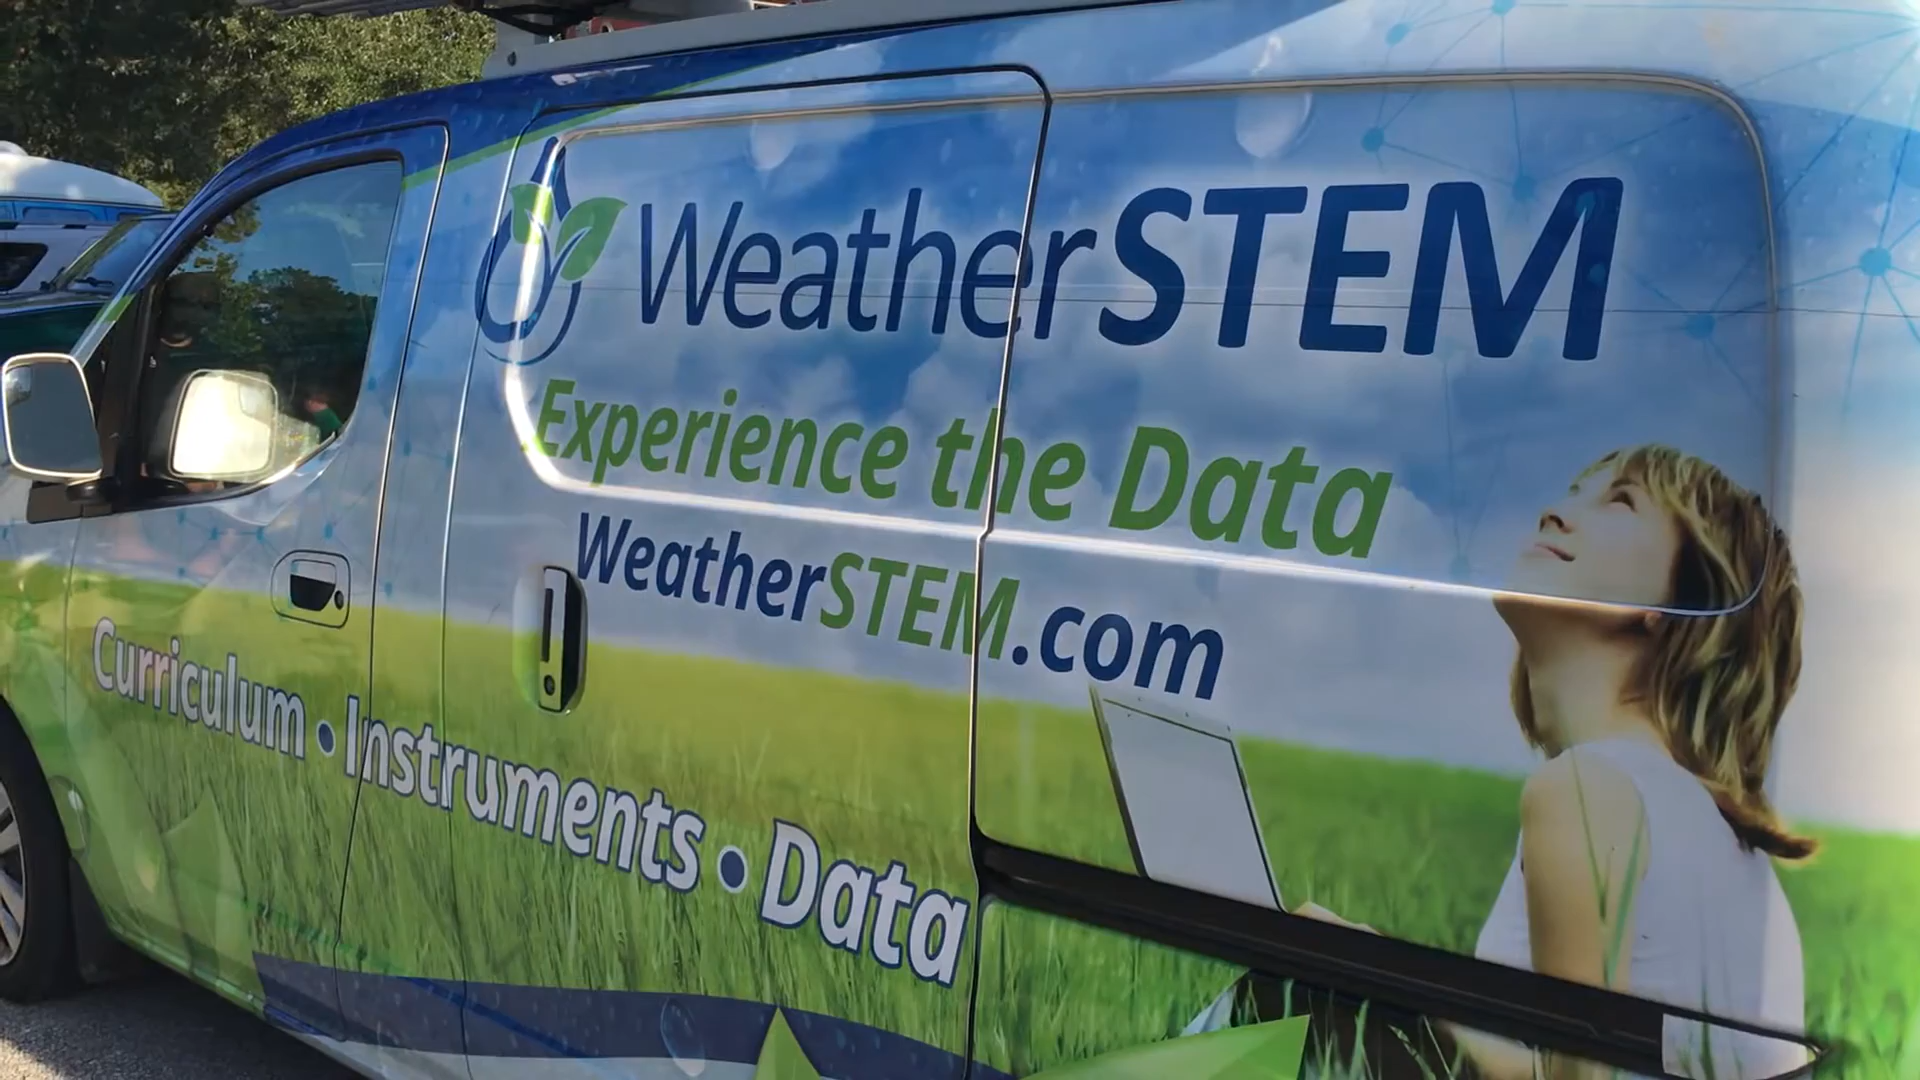 WeatherSTEM
Experience the Data
WeatherSTEM.com
Curriculum • Instruments • Data